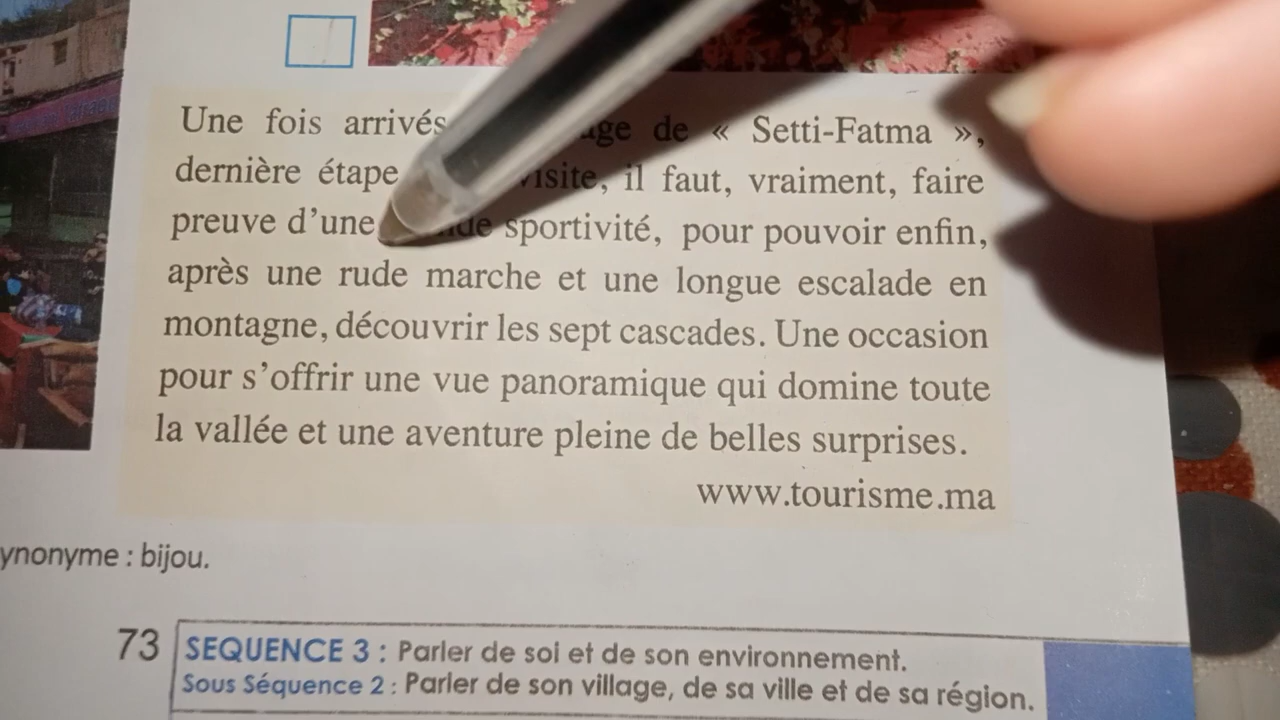 Une fois arrivés de « Setti-Fatma »,
dernière étape visite, il faut, vraiment, faire
preuve d'une sportivité, pour pouvoir enfin,
après une rude marche et une longue escalade en
montagne, découvrir les sept cascades. Une occasion
pour s'offrir une vue panoramique qui domine toute
la vallée et une aventure pleine de belles surprises.
www.tourisme.ma
ynonyme : bijou.
73
SEQUENCE 3 : Parler de soi et de son environnement.
Sous Séquence 2 : Parler de son village, de sa ville et de sa région.